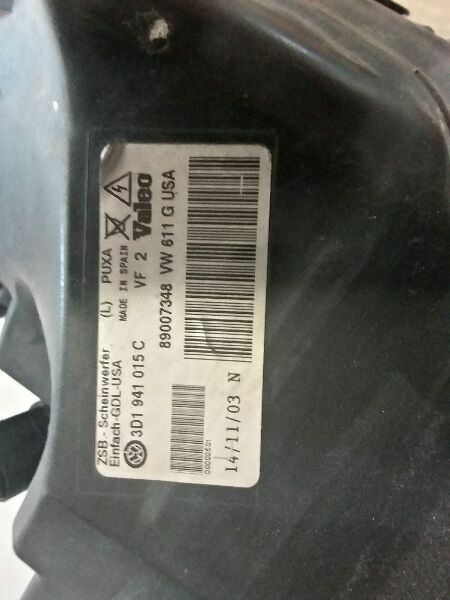 ZSB - Scheinwerfer (L) PUXA
Einfach-GDL-USA MADE IN SPAIN
3D1 941 015 C VF 2 Valeo
89007348 VW 611 G USA
00000501
14/11/03 N